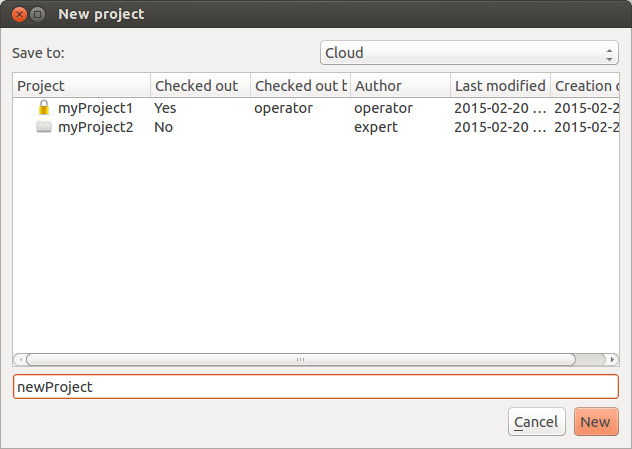 New project
Save to: Cloud
Project Checked out Checked out b Author Last modified Creation
myProject1 Yes operator operator 2015-02-20 ... 2015-02-2
myProject2 No expert 2015-02-20 ... 2015-02-2
newProject
Cancel New